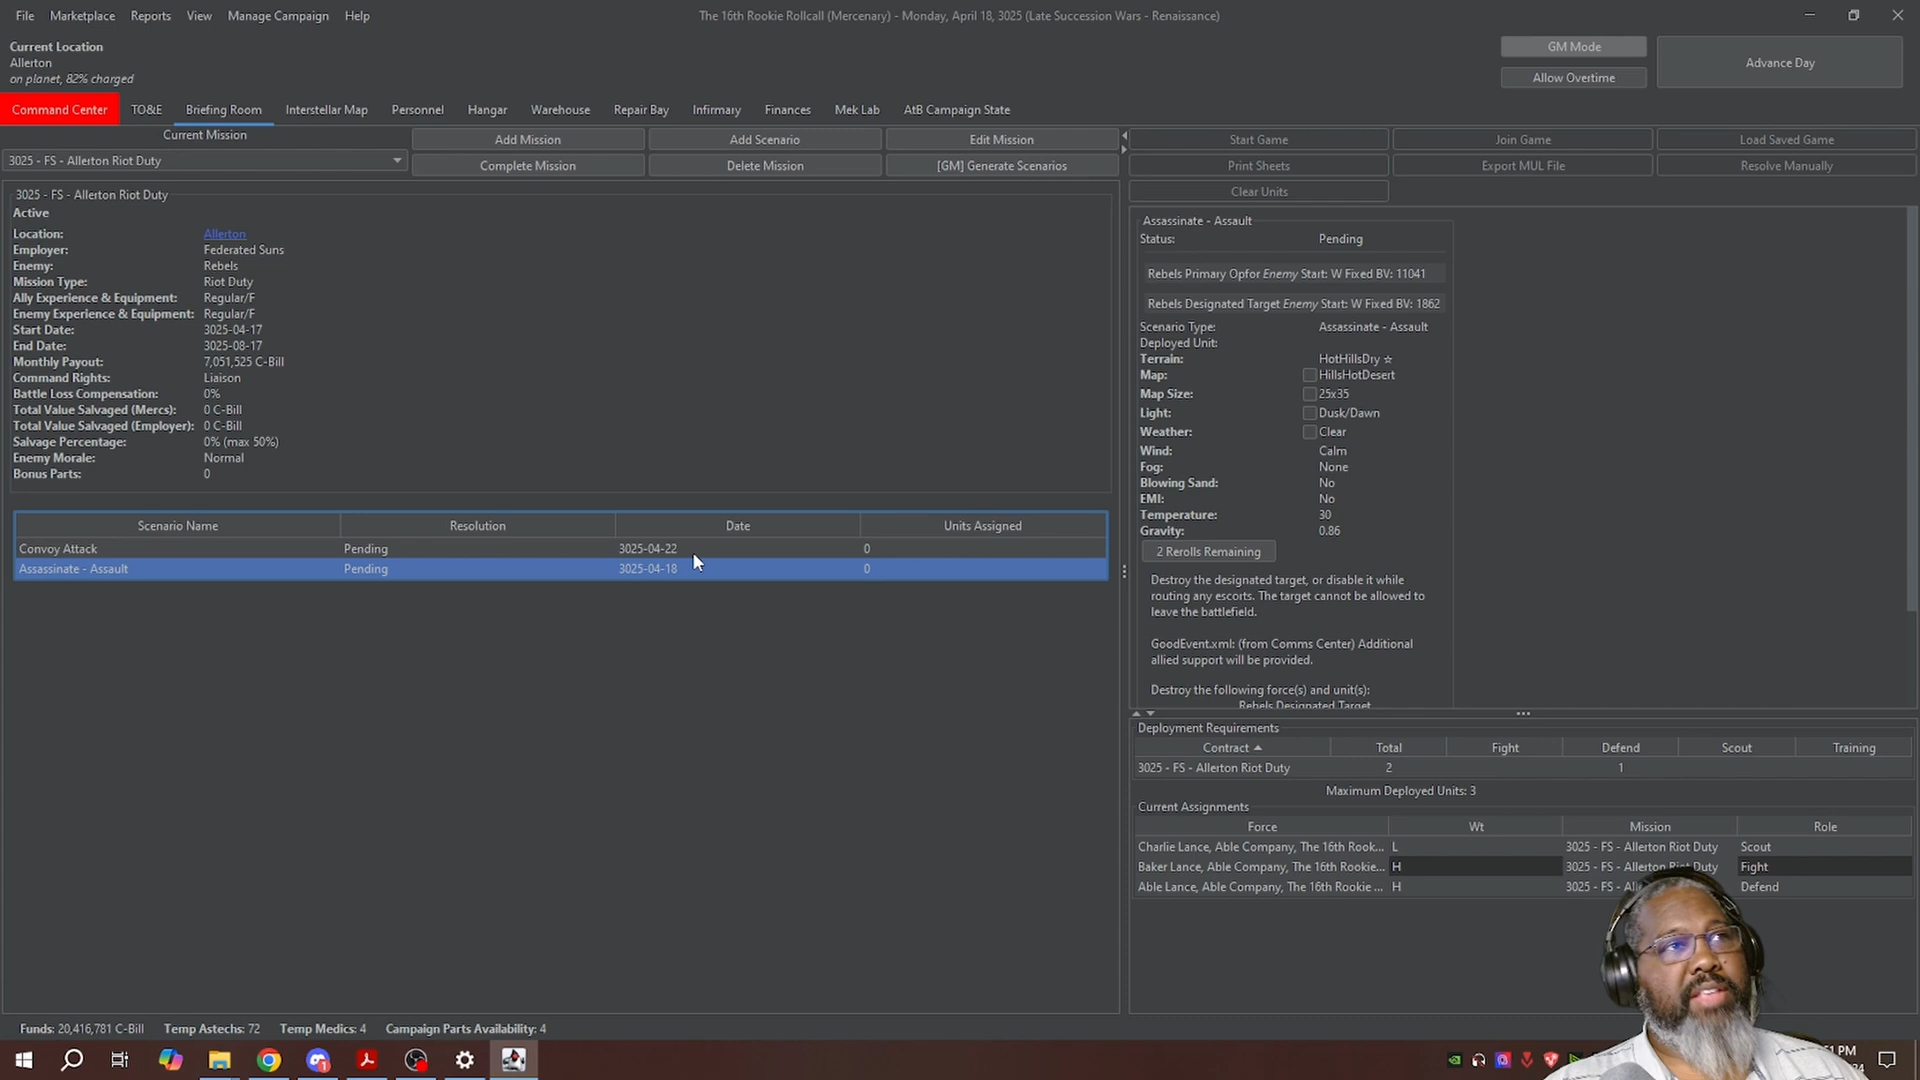 File Marketplace Reports View Manage Campaign Help
The 16th Rookie Rollcall (Mercenary) - Monday, April 18, 3025 (Late Succession Wars - Renaissance)
Current Location
Allerton
on planet, 82% charged
GM Mode
Allow Overtime
Advance Day
Command Center TO&E Briefing Room Interstellar Map Personnel Hangar Warehouse Repair Bay Infirmary Finances Mek Lab AtB Campaign State
Current Mission
3025 - FS - Allerton Riot Duty
Add Mission Add Scenario Edit Mission
Complete Mission Delete Mission [GM] Generate Scenarios
Start Game Join Game Load Saved Game
Print Sheets Export MUL File Resolve Manually
Clear Units
3025 - FS - Allerton Riot Duty
Active
Location: Allerton
Employer: Federated Suns
Enemy: Rebels
Mission Type: Riot Duty
Ally Experience & Equipment: Regular/F
Enemy Experience & Equipment: Regular/F
Start Date: 3025-04-17
End Date: 3025-08-17
Monthly Payout: 7,051,525 C-Bill
Command Rights: Liaison
Battle Loss Compensation: 0%
Total Value Salvaged (Mercs): 0 C-Bill
Total Value Salvaged (Employer): 0 C-Bill
Salvage Percentage: 0% (max 50%)
Enemy Morale: Normal
Bonus Parts: 0
Scenario Name Resolution Date Units Assigned
Convoy Attack Pending 3025-04-22 0
Assassinate - Assault Pending 3025-04-18 0
Assassinate - Assault
Status: Pending
Rebels Primary Opfor Enemy Start: W Fixed BV: 11041
Rebels Designated Target Enemy Start: W Fixed BV: 1862
Scenario Type: Assassinate - Assault
Deployed Unit:
Terrain: HotHillsDry ☆
Map: HillsHotDesert
Map Size: 25x35
Light: Dusk/Dawn
Weather: Clear
Wind: Calm
Fog: None
Blowing Sand: No
EMI: No
Temperature: 30
Gravity: 0.86
2 Rerolls Remaining
Destroy the designated target, or disable it while
routing any escorts. The target cannot be allowed to
leave the battlefield.
GoodEvent.xml: (from Comms Center) Additional
allied support will be provided.
Destroy the following force(s) and unit(s):
Rebels Designated Target
Deployment Requirements
Contract Total Fight Defend Scout Training
3025 - FS - Allerton Riot Duty 2 1
Maximum Deployed Units: 3
Current Assignments
Force Wt Mission Role
Charlie Lance, Able Company, The 16th Rook... L 3025 - FS - Allerton Riot Duty Scout
Baker Lance, Able Company, The 16th Rookie... H 3025 - FS - Allerton Riot Duty Fight
Able Lance, Able Company, The 16th Rookie ... H 3025 - FS - All Defend
Funds: 20,416,781 C-Bill Temp Astechs: 72 Temp Medics: 4 Campaign Parts Availability: 4
PM